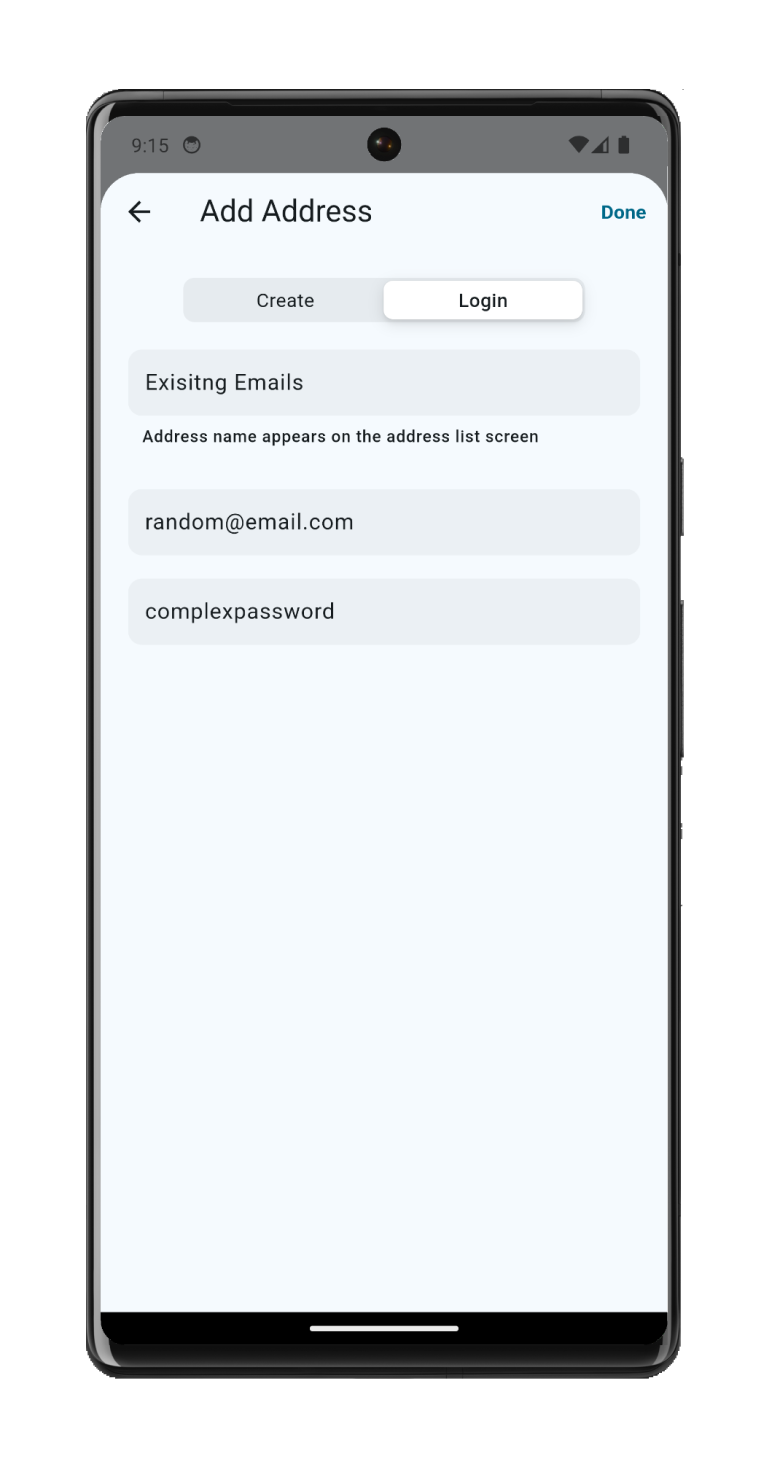 9:15
Add Address
Done
Create
Login
Exisitng Emails
Address name appears on the address list screen
random@email.com
complexpassword